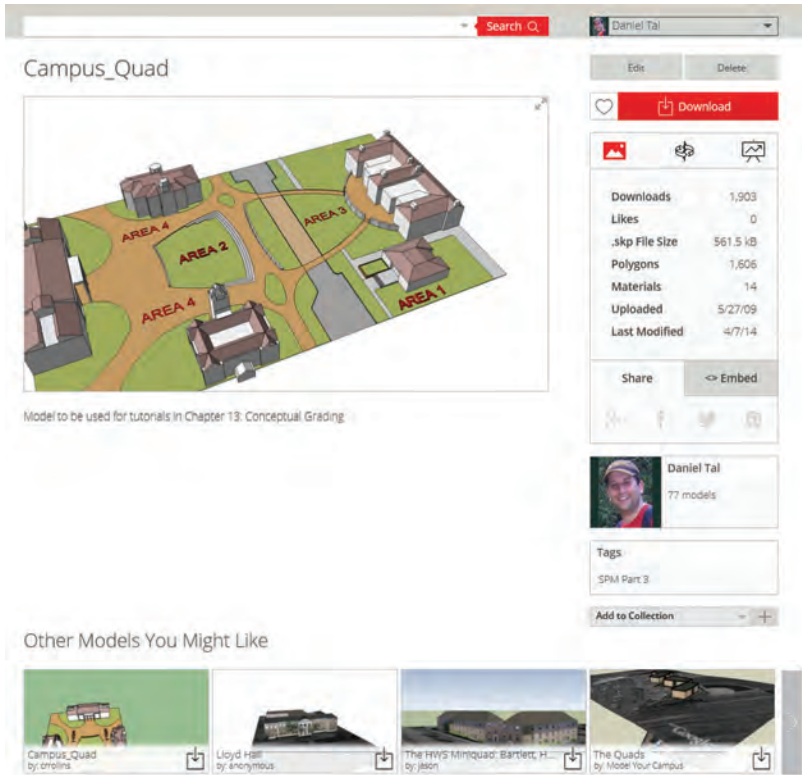 Search
Daniel Tal
Campus_Quad
Edit
Delete
Download
AREA 4
AREA 2
AREA 3
AREA 4
AREA 1
Downloads 1,903
Likes 0
.skp File Size 561.5 kB
Polygons 1,606
Materials 14
Uploaded 5/27/09
Last Modified 4/7/14
Share
<> Embed
Model to be used for tutorials in Chapter 13: Conceptual Grading
Daniel Tal
77 models
Tags
SPM Part 3
Add to Collection
Other Models You Might Like
Campus_Quad
by: crrolins
Lloyd Hall
by: anonymous
The HWS Miniquad: Bartlett, H...
by: jason
The Quads
by: Model Your Campus